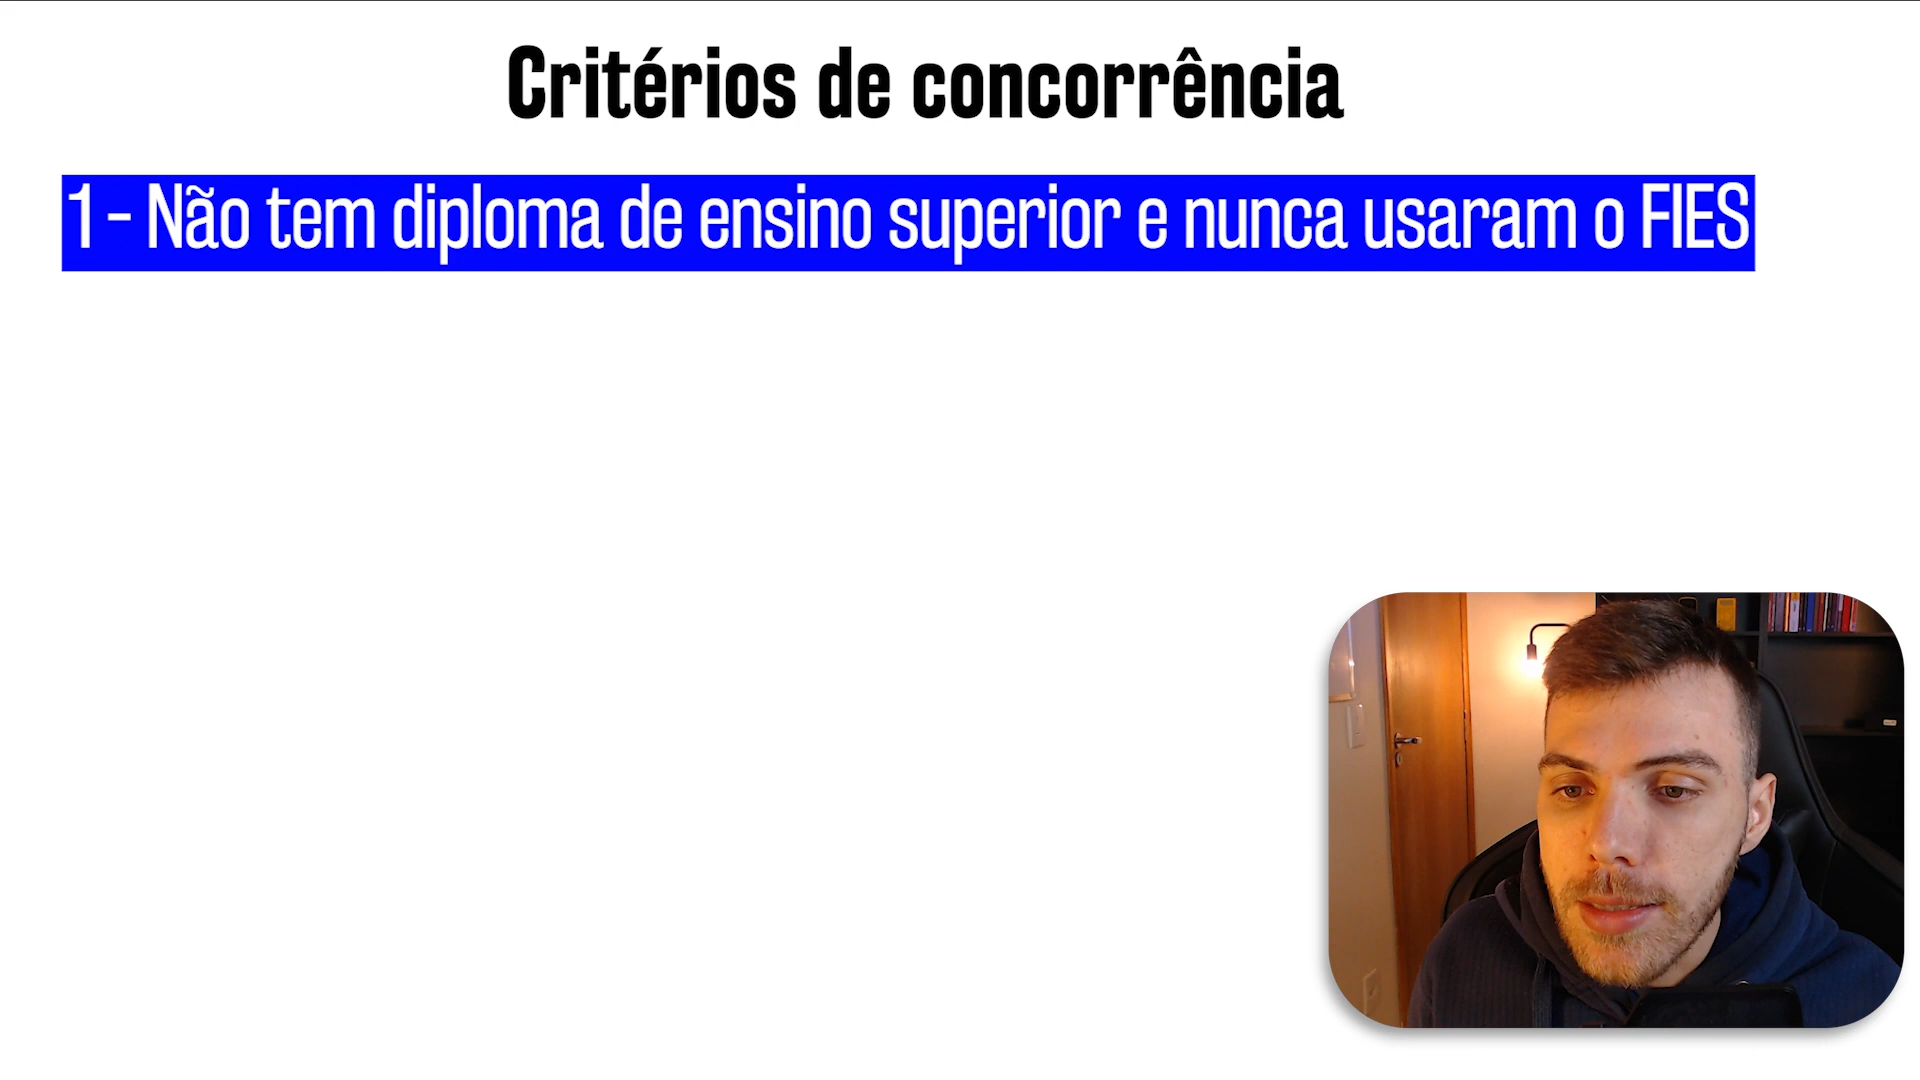 Critérios de concorrência
1 - Não tem diploma de ensino superior e nunca usaram o FIES